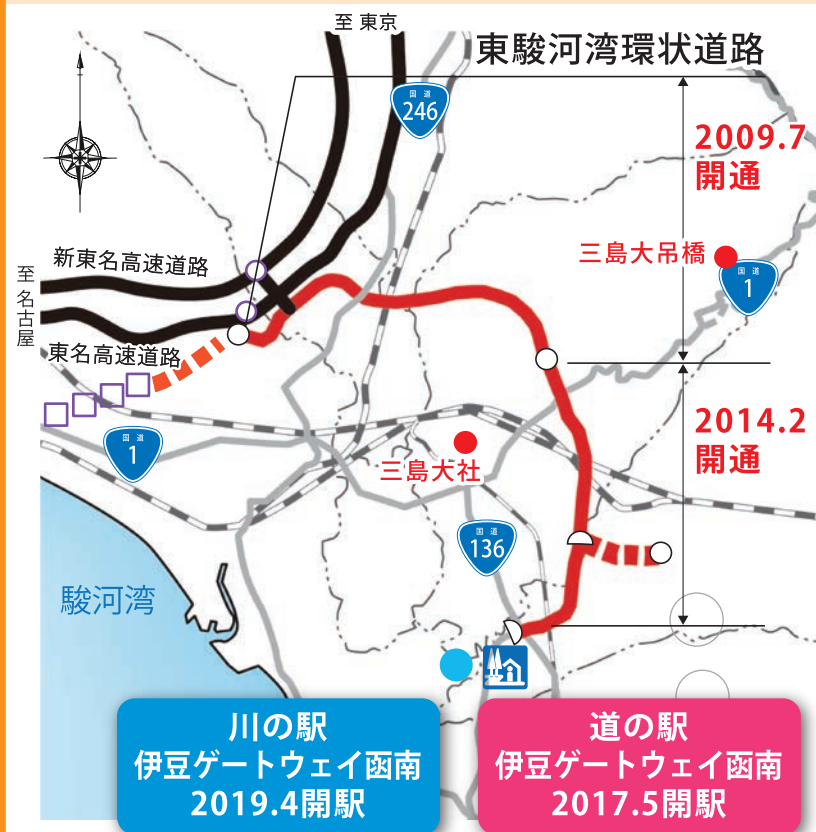 至 東京
東駿河湾環状道路
国道
246
2009.7
開通
三島大吊橋
国道
1
新東名高速道路
至 名古屋
東名高速道路
国道
1
三島大社
2014.2
開通
国道
136
駿河湾
川の駅
伊豆ゲートウェイ函南
2019.4開駅
道の駅
伊豆ゲートウェイ函南
2017.5開駅